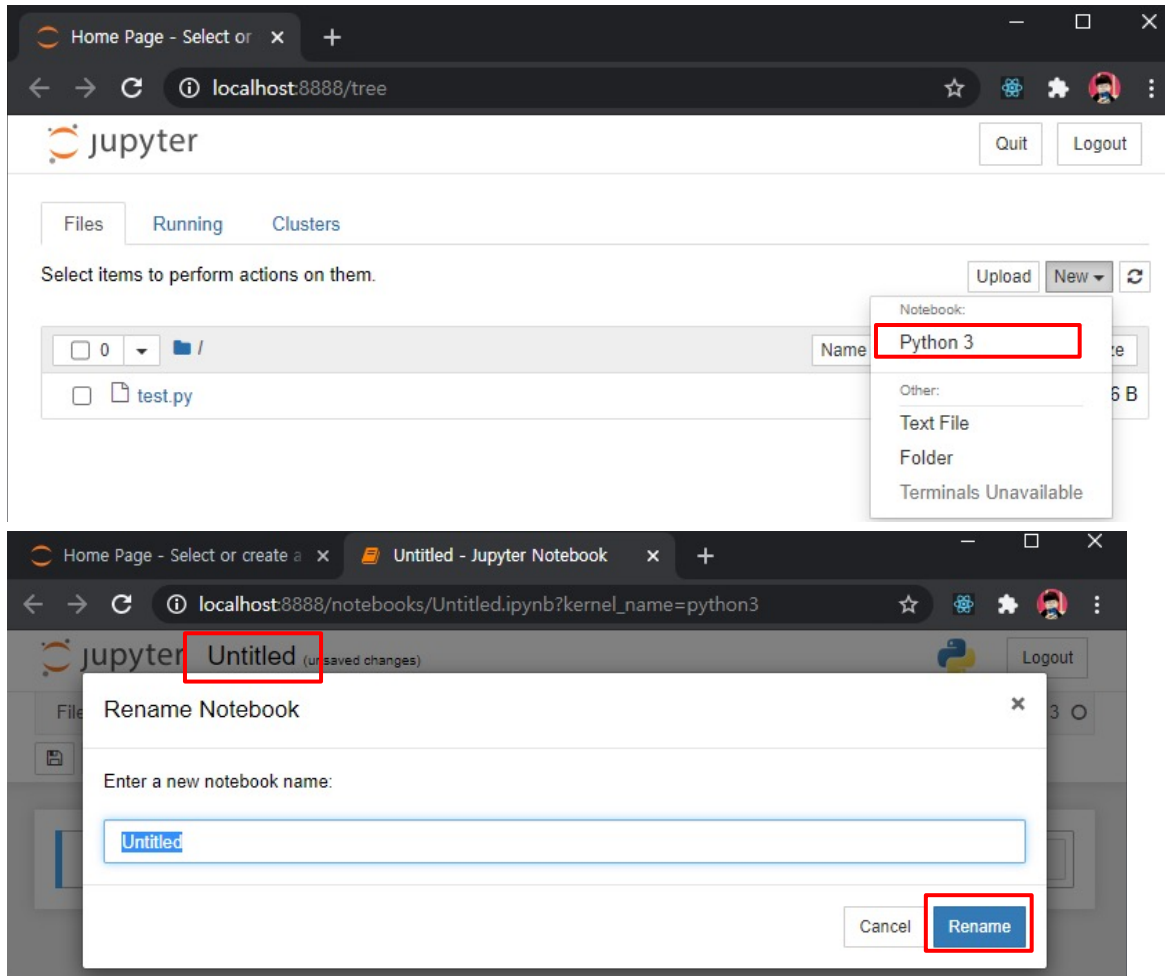 Home Page - Select or
localhost:8888/tree
jupyter
Quit Logout
Files Running Clusters
Select items to perform actions on them.
Upload New
Notebook:
0 / Name
Python 3
test.py
6 B
Other:
Text File
Folder
Terminals Unavailable
Home Page - Select or create a Untitled - Jupyter Notebook
localhost:8888/notebooks/Untitled.ipynb?kernel_name=python3
jupyter Untitled (unsaved changes) Logout
File
Rename Notebook
3
Enter a new notebook name:
Untitled
Cancel Rename